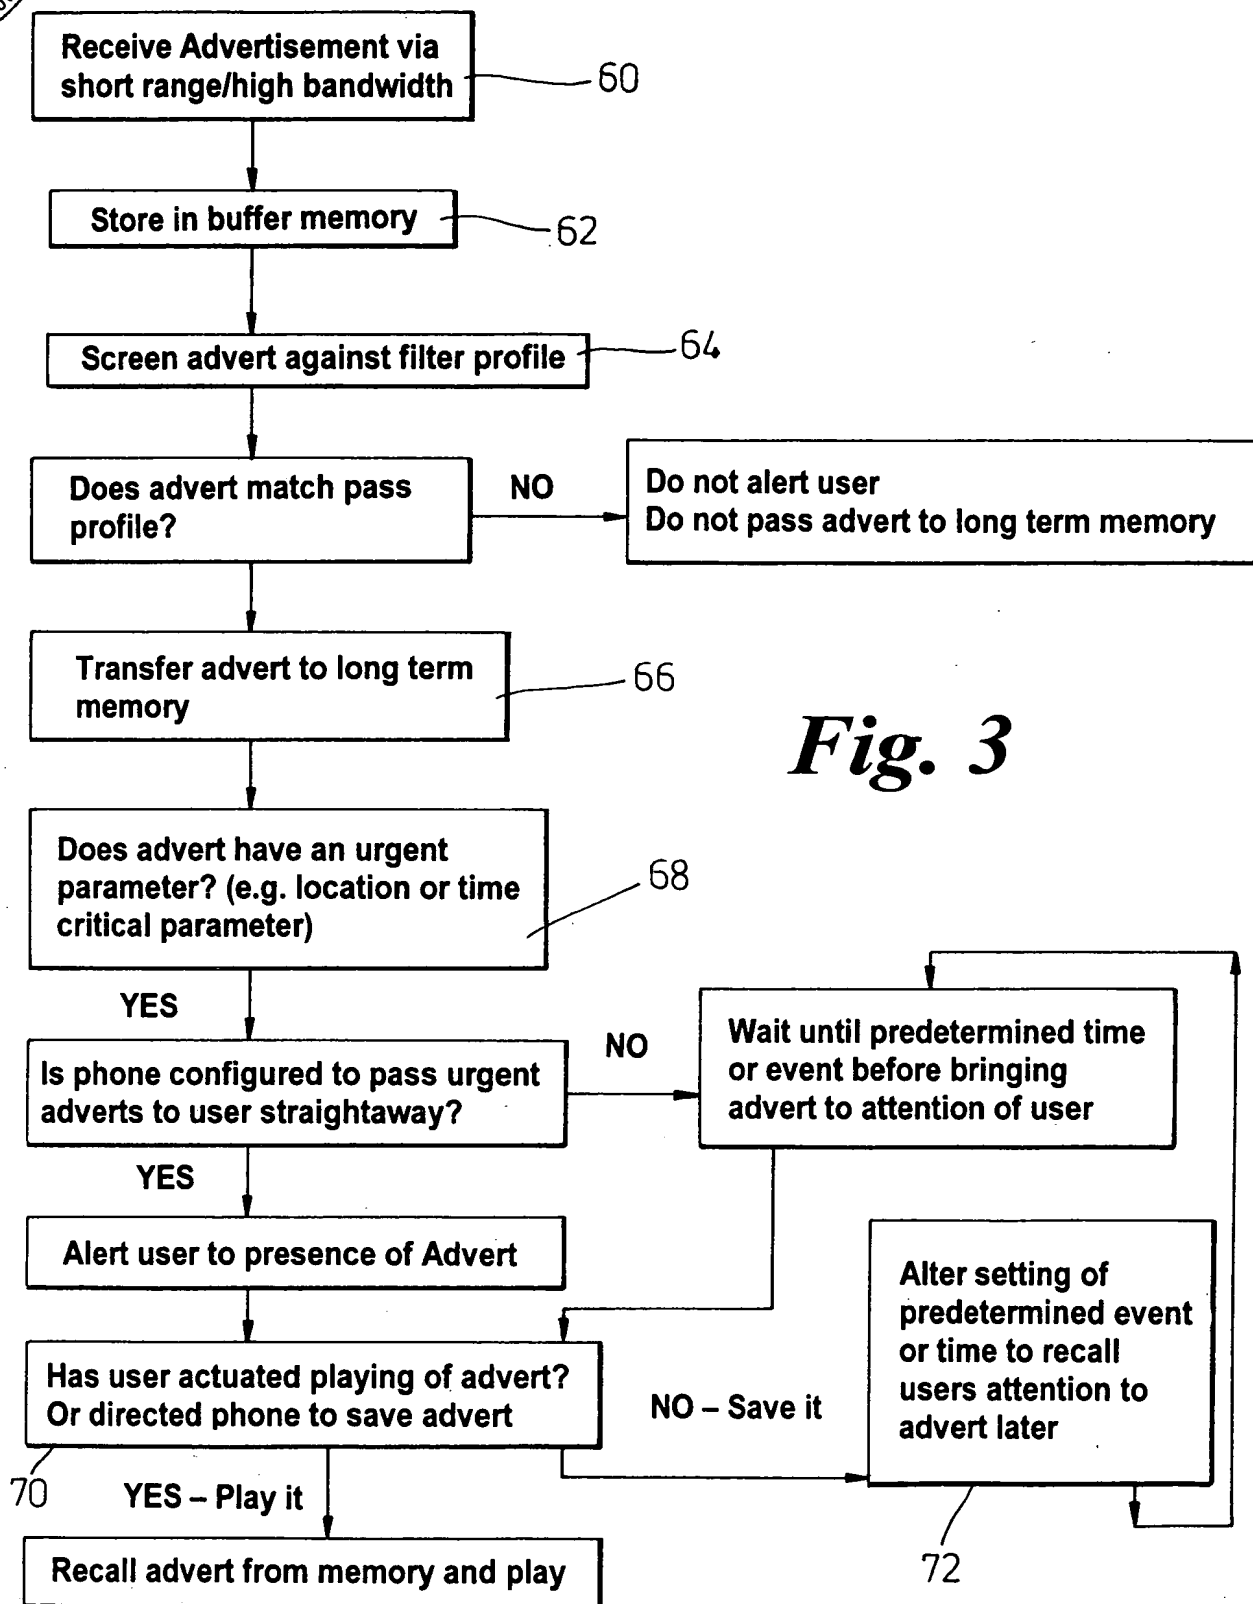 Receive Advertisement via
short range/high bandwidth
60
Store in buffer memory
62
Screen advert against filter profile
64
Does advert match pass
profile?
NO
Do not alert user
Do not pass advert to long term memory
Transfer advert to long term
memory
66
Fig. 3
Does advert have an urgent
parameter? (e.g. location or time
critical parameter)
68
YES
Is phone configured to pass urgent
adverts to user straightaway?
NO
Wait until predetermined time
or event before bringing
advert to attention of user
YES
Alert user to presence of Advert
Has user actuated playing of advert?
Or directed phone to save advert
70
NO – Save it
Alter setting of
predetermined event
or time to recall
users attention to
advert later
72
YES – Play it
Recall advert from memory and play